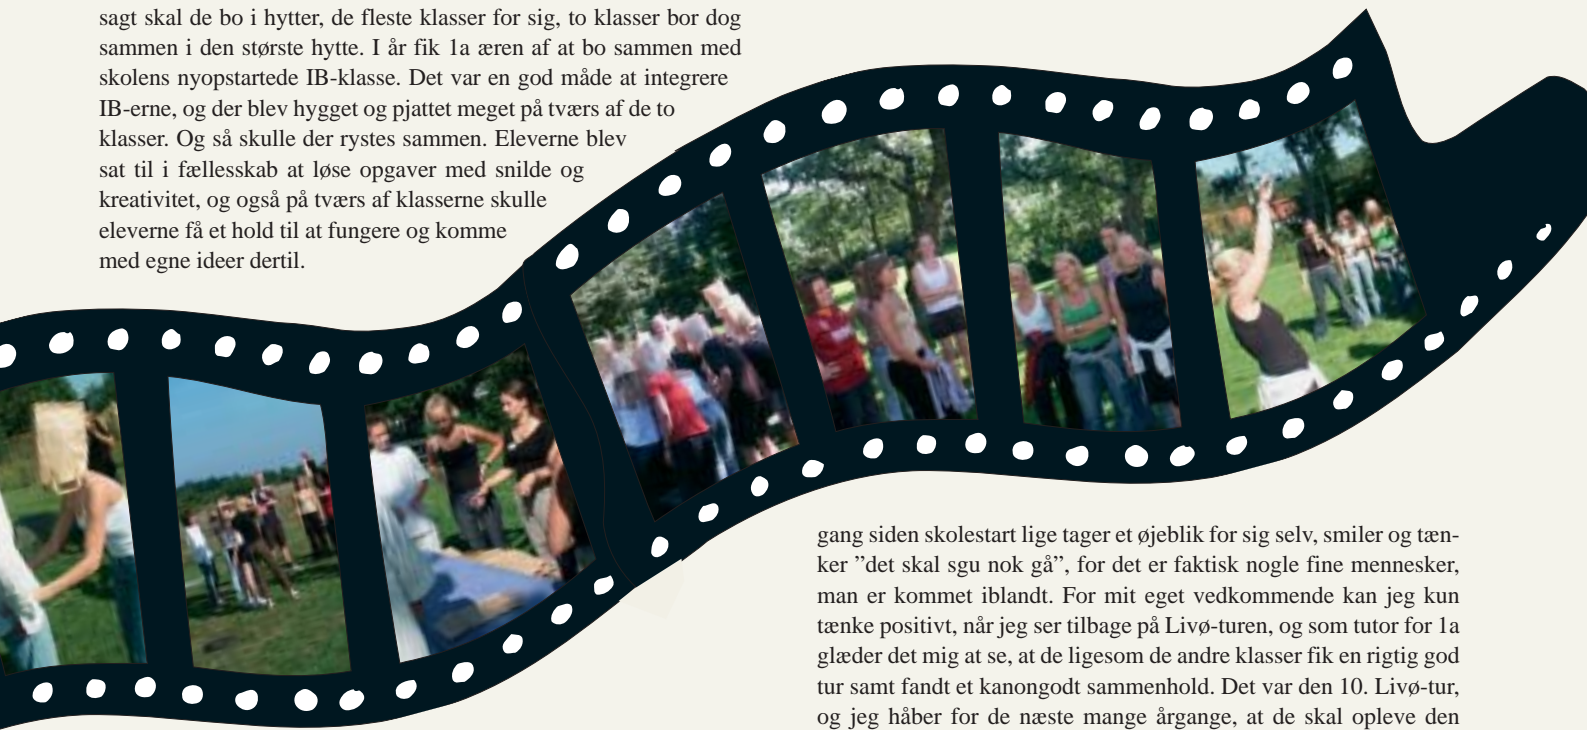 sagt skal de bo i hytter, de fleste klasser for sig, to klasser bor dog
sammen i den største hytte. I år fik 1a æren af at bo sammen med
skolens nyopstartede IB-klasse. Det var en god måde at integrere
IB-erne, og der blev hygget og pjattet meget på tværs af de to
klasser. Og så skulle der rystes sammen. Eleverne blev
sat til i fællesskab at løse opgaver med snilde og
kreativitet, og også på tværs af klasserne skulle
eleverne få et hold til at fungere og komme
med egne ideer dertil.
gang siden skolestart lige tager et øjeblik for sig selv, smiler og tæn-
ker ”det skal sgu nok gå”, for det er faktisk nogle fine mennesker,
man er kommet iblandt. For mit eget vedkommende kan jeg kun
tænke positivt, når jeg ser tilbage på Livø-turen, og som tutor for 1a
glæder det mig at se, at de ligesom de andre klasser fik en rigtig god
tur samt fandt et kanongodt sammenhold. Det var den 10. Livø-tur,
og jeg håber for de næste mange årgange, at de skal opleve den